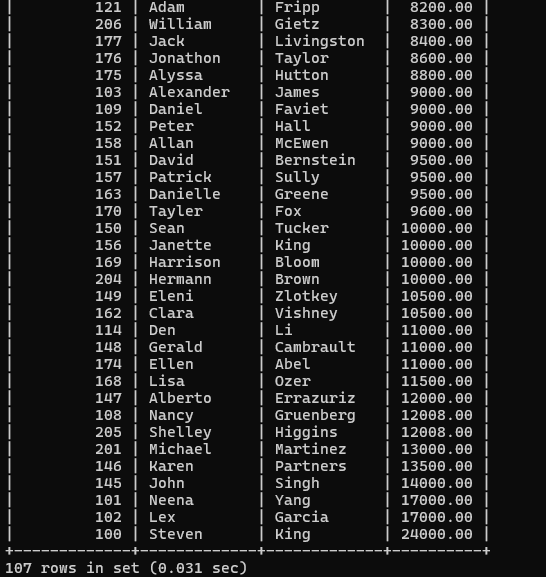 | 121 | Adam | Fripp | 8200.00 |
| 206 | William | Gietz | 8300.00 |
| 177 | Jack | Livingston | 8400.00 |
| 176 | Jonathon | Taylor | 8600.00 |
| 175 | Alyssa | Hutton | 8800.00 |
| 103 | Alexander | James | 9000.00 |
| 109 | Daniel | Faviet | 9000.00 |
| 152 | Peter | Hall | 9000.00 |
| 158 | Allan | McEwen | 9000.00 |
| 151 | David | Bernstein | 9500.00 |
| 157 | Patrick | Sully | 9500.00 |
| 163 | Danielle | Greene | 9500.00 |
| 170 | Tayler | Fox | 9600.00 |
| 150 | Sean | Tucker | 10000.00 |
| 156 | Janette | King | 10000.00 |
| 169 | Harrison | Bloom | 10000.00 |
| 204 | Hermann | Brown | 10000.00 |
| 149 | Eleni | Zlotkey | 10500.00 |
| 162 | Clara | Vishney | 10500.00 |
| 114 | Den | Li | 11000.00 |
| 148 | Gerald | Cambrault | 11000.00 |
| 174 | Ellen | Abel | 11000.00 |
| 168 | Lisa | Ozer | 11500.00 |
| 147 | Alberto | Errazuriz | 12000.00 |
| 108 | Nancy | Gruenberg | 12008.00 |
| 205 | Shelley | Higgins | 12008.00 |
| 201 | Michael | Martinez | 13000.00 |
| 146 | Karen | Partners | 13500.00 |
| 145 | John | Singh | 14000.00 |
| 101 | Neena | Yang | 17000.00 |
| 102 | Lex | Garcia | 17000.00 |
| 100 | Steven | King | 24000.00 |
+-------------+-------------+-------------+----------+
107 rows in set (0.031 sec)